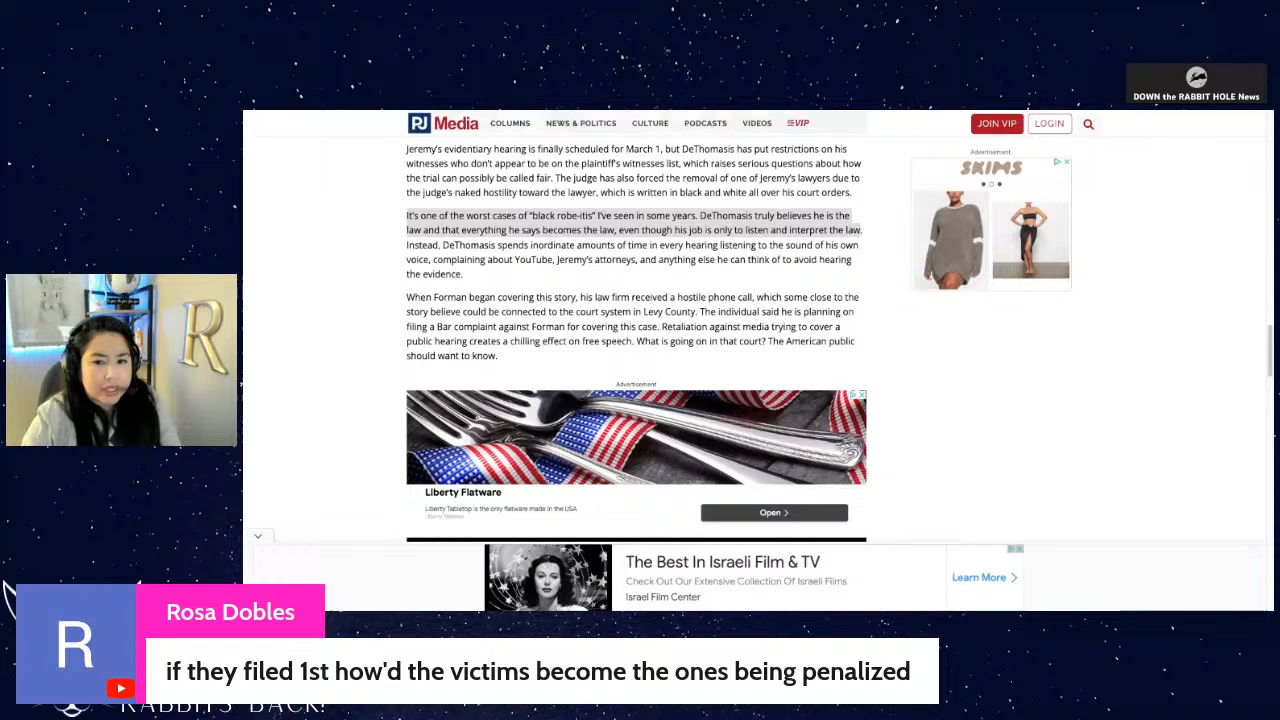 DOWN the RABBIT HOLE News
PJ Media COLUMNS NEWS & POLITICS CULTURE PODCASTS VIDEOS VIP JOIN VIP LOGIN
Jeremy's evidentiary hearing is finally scheduled for March 1, but DeThomasis has put restrictions on his
witnesses who don't appear to be on the plaintiff's witnesses list, which raises serious questions about how
the trial can possibly be called fair. The judge has also forced the removal of one of Jeremy's lawyers due to
the judge's naked hostility toward the lawyer, which is written in black and white all over his court orders.
It's one of the worst cases of "black robe-itis" I've seen in some years. DeThomasis truly believes he is the
law and that everything he says becomes the law, even though his job is only to listen and interpret the law.
Instead, DeThomasis spends inordinate amounts of time in every hearing listening to the sound of his own
voice, complaining about YouTube, Jeremy's attorneys, and anything else he can think of to avoid hearing
the evidence.
When Forman began covering this story, his law firm received a hostile phone call, which some close to the
story believe could be connected to the court system in Levy County. The individual said he is planning on
filing a Bar complaint against Forman for covering this case. Retaliation against media trying to cover a
public hearing creates a chilling effect on free speech. What is going on in that court? The American public
should want to know.
Advertisement
SKIMS
Advertisement
Liberty Flatware
Liberty Tabletop is the only flatware made in the USA
Liberty Tabletop
Open >
The Best In Israeli Film & TV
Check Out Our Extensive Collection Of Israeli Films
Israel Film Center
Learn More >
R
R
Rosa Dobles
if they filed 1st how'd the victims become the ones being penalized
RABBITS BACK!